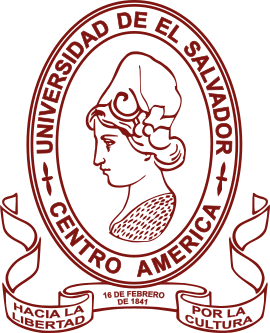 UNIVERSIDAD DE EL SALVADOR
CENTRO AMERICA
16 DE FEBRERO
DE 1841
HACIA LA
LIBERTAD
POR LA
CULTURA